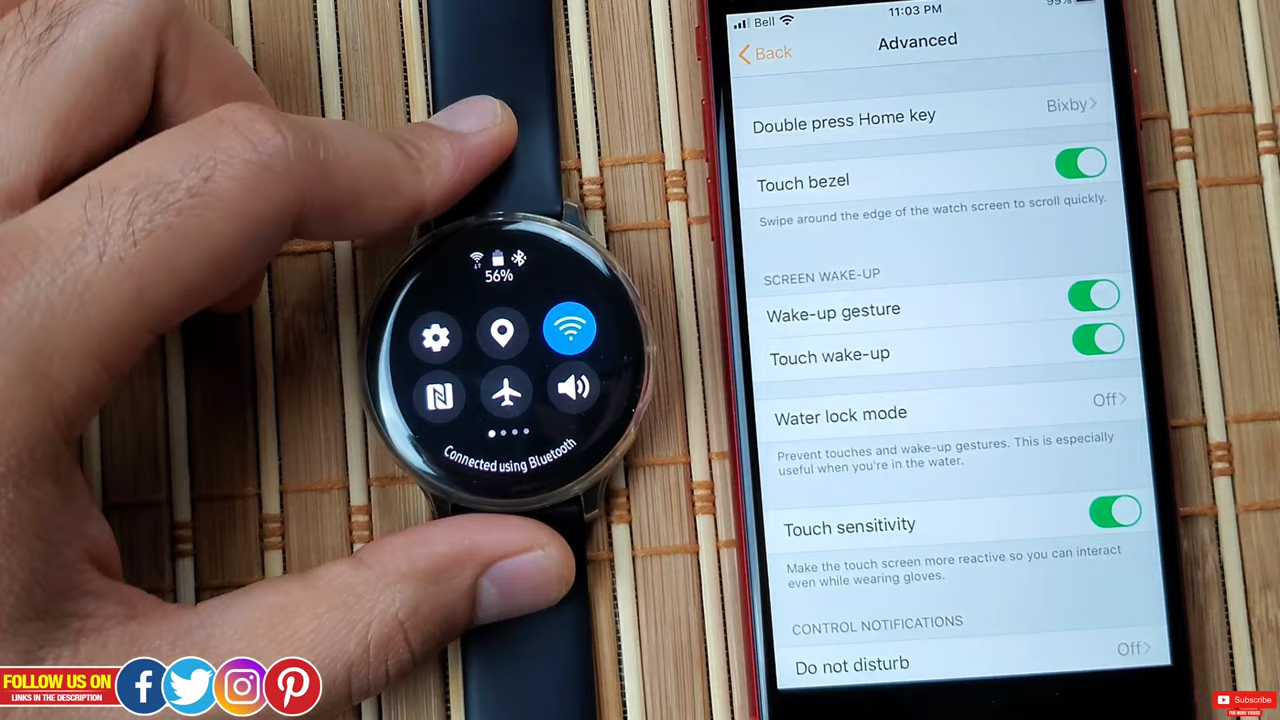 56%
Connected using Bluetooth
Bell
11:03 PM
99%
Back
Advanced
Double press Home key
Bixby
Touch bezel
Swipe around the edge of the watch screen to scroll quickly.
SCREEN WAKE-UP
Wake-up gesture
Touch wake-up
Water lock mode
Off
Prevent touches and wake-up gestures. This is especially
useful when you're in the water.
Touch sensitivity
Make the touch screen more reactive so you can interact
even while wearing gloves.
CONTROL NOTIFICATIONS
Do not disturb
Off
FOLLOW US ON
LINKS IN THE DESCRIPTION
Subscribe
FOR MORE VIDEOS